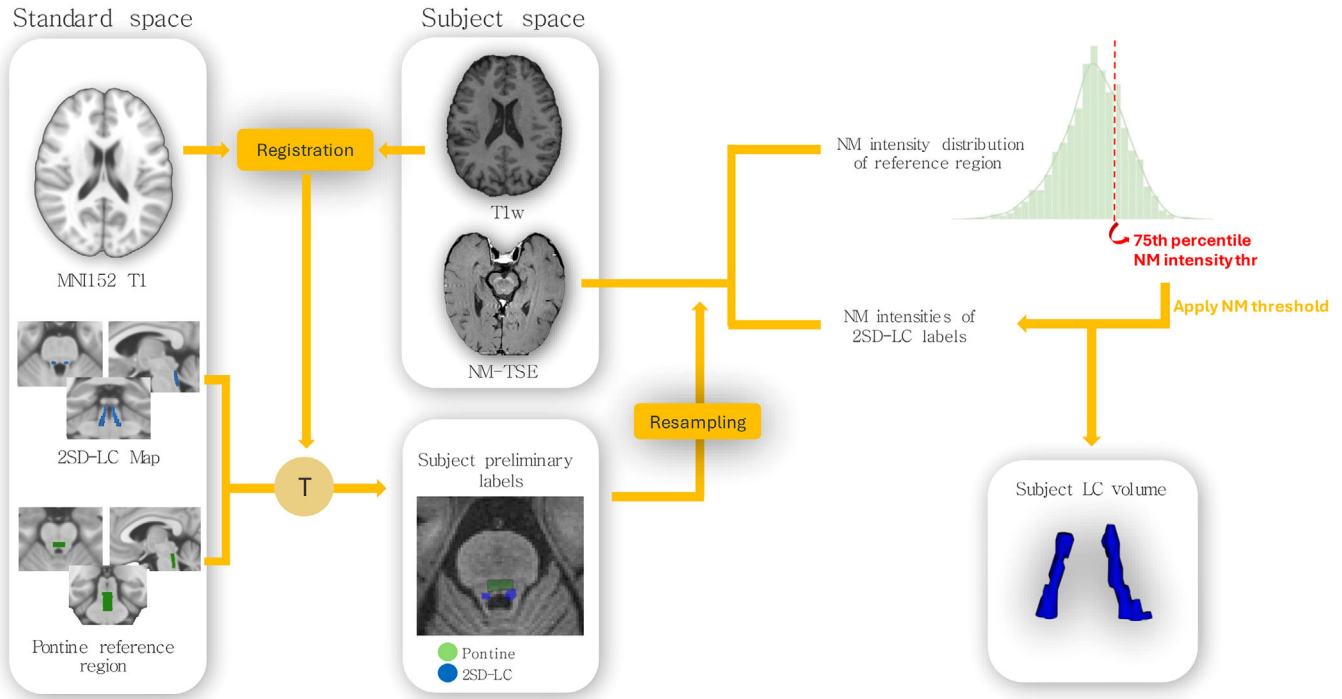 Standard space
Subject space
Registration
T1w
MNI152 T1
NM-TSE
2SD-LC Map
T
Pontine reference
region
Subject preliminary
labels
Pontine
2SD-LC
Resampling
NM intensity distribution
of reference region
75th percentile
NM intensity thr
Apply NM threshold
NM intensities of
2SD-LC labels
Subject LC volume